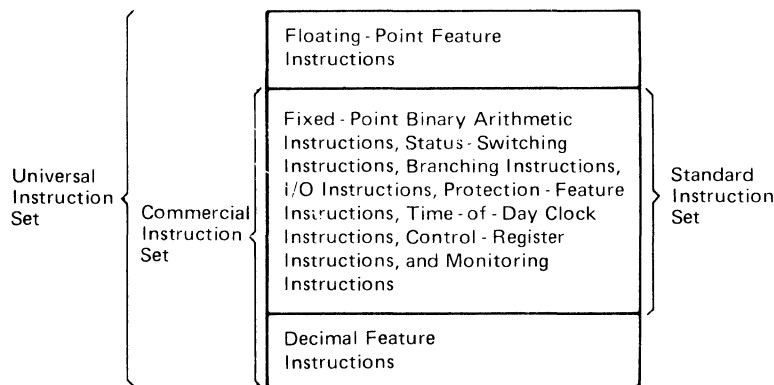 Floating-Point Feature
Instructions
Fixed-Point Binary Arithmetic
Instructions, Status-Switching
Instructions, Branching Instructions,
I/O Instructions, Protection-Feature
Instructions, Time-of-Day Clock
Instructions, Control-Register
Instructions, and Monitoring
Instructions
Decimal Feature
Instructions
Universal
Instruction
Set
Commercial
Instruction
Set
Standard
Instruction
Set